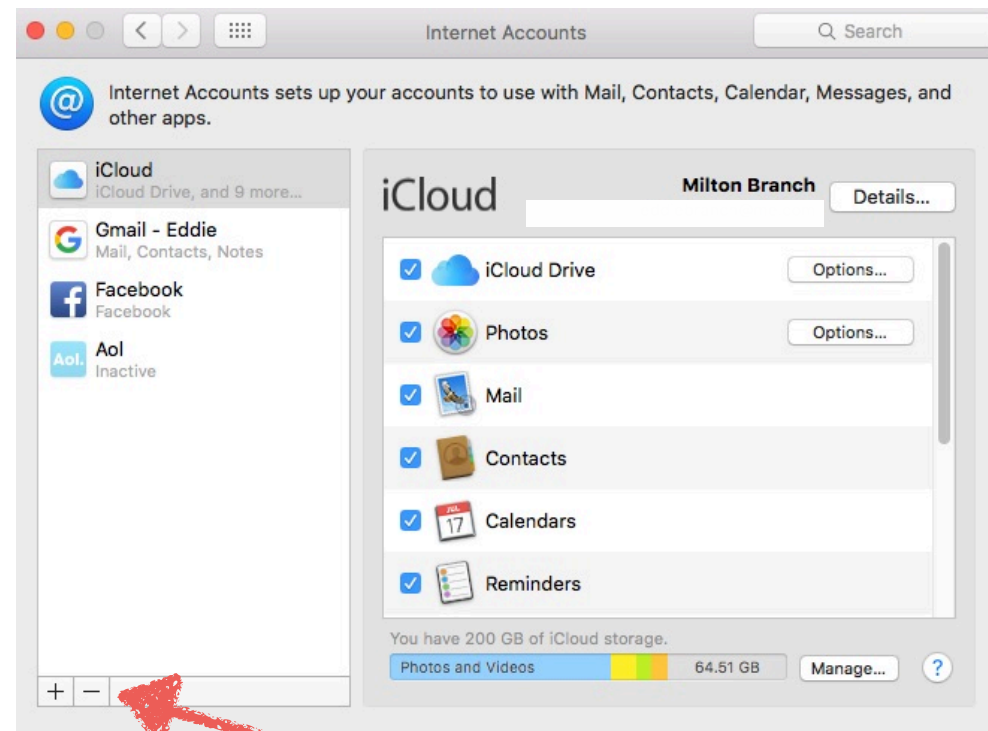 Internet Accounts
Search
Internet Accounts sets up your accounts to use with Mail, Contacts, Calendar, Messages, and
other apps.
iCloud
iCloud Drive, and 9 more...
Gmail - Eddie
Mail, Contacts, Notes
Facebook
Facebook
Aol.
Aol
Inactive
+ −
iCloud
Milton Branch
Details...
iCloud Drive
Options...
Photos
Options...
Mail
Contacts
JUL
17
Calendars
Reminders
You have 200 GB of iCloud storage.
Photos and Videos
64.51 GB
Manage...
?